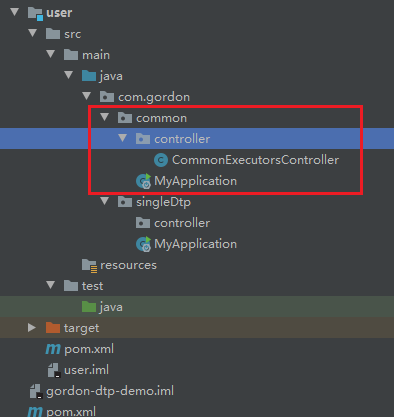 user
src
main
java
com.gordon
common
controller
CommonExecutorsController
MyApplication
singleDtp
controller
MyApplication
resources
test
java
target
pom.xml
user.iml
gordon-dtp-demo.iml
pom.xml